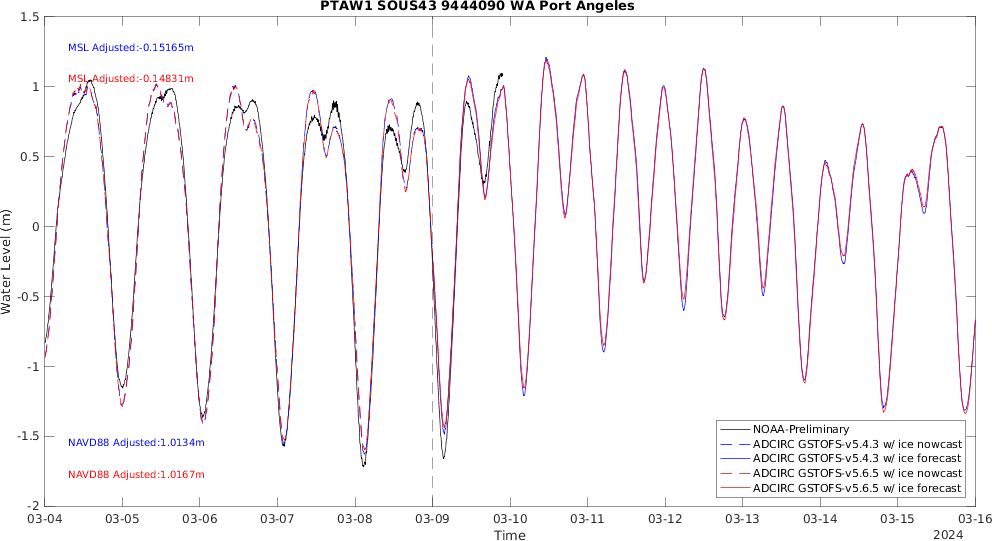 PTAW1 SOUS43 9444090 WA Port Angeles
1.5
1
0.5
0
-0.5
-1
-1.5
-2
Water Level (m)
MSL Adjusted:-0.15165m
MSL Adjusted:-0.14831m
NAVD88 Adjusted:1.0134m
NAVD88 Adjusted:1.0167m
NOAA-Preliminary
ADCIRC GSTOFS-v5.4.3 w/ ice nowcast
ADCIRC GSTOFS-v5.4.3 w/ ice forecast
ADCIRC GSTOFS-v5.6.5 w/ ice nowcast
ADCIRC GSTOFS-v5.6.5 w/ ice forecast
03-04 03-05 03-06 03-07 03-08 03-09 03-10 03-11 03-12 03-13 03-14 03-15 03-16
Time
2024